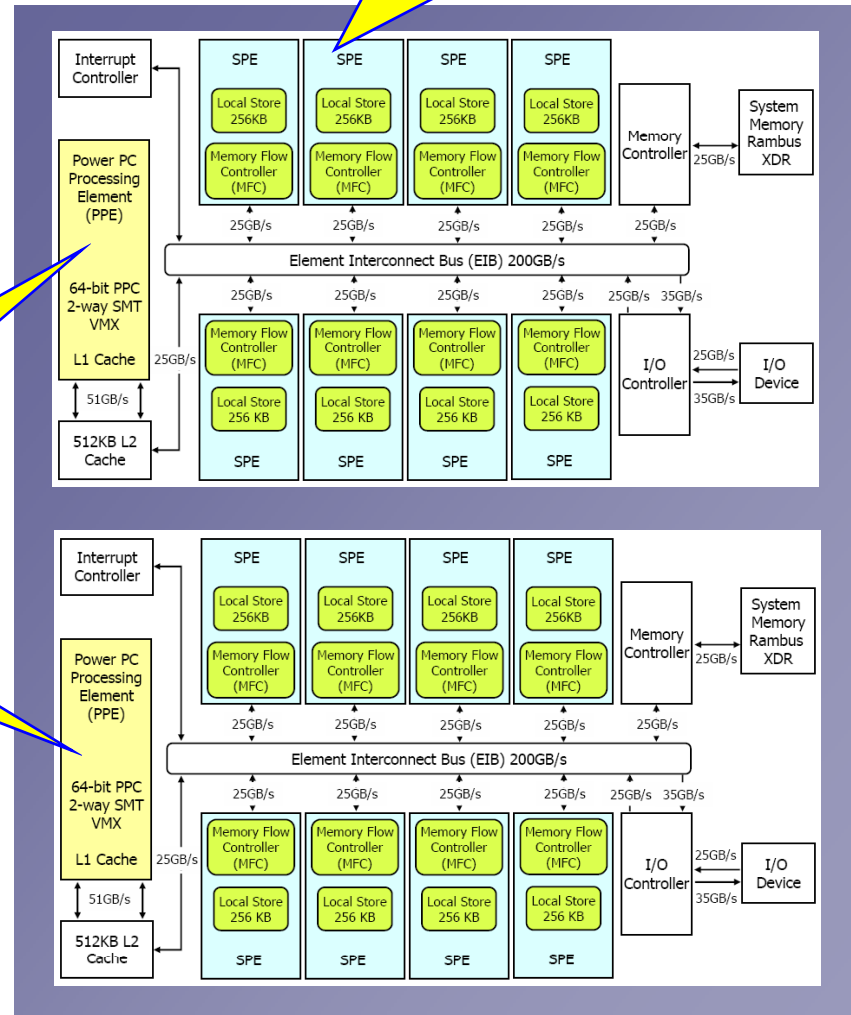 Interrupt
Controller
SPE
SPE
SPE
SPE
Local Store
256KB
Local Store
256KB
Local Store
256KB
Local Store
256KB
Memory Flow
Controller
(MFC)
Memory Flow
Controller
(MFC)
Memory Flow
Controller
(MFC)
Memory Flow
Controller
(MFC)
Memory
Controller
25GB/s
System
Memory
Rambus
XDR
Power PC
Processing
Element
(PPE)
64-bit PPC
2-way SMT
VMX
L1 Cache
25GB/s
25GB/s
25GB/s
25GB/s
25GB/s
Element Interconnect Bus (EIB) 200GB/s
25GB/s
25GB/s
25GB/s
25GB/s
25GB/s
35GB/s
25GB/s
51GB/s
512KB L2
Cache
Memory Flow
Controller
(MFC)
Memory Flow
Controller
(MFC)
Memory Flow
Controller
(MFC)
Memory Flow
Controller
(MFC)
Local Store
256 KB
Local Store
256 KB
Local Store
256 KB
Local Store
256 KB
SPE
SPE
SPE
SPE
I/O
Controller
25GB/s
35GB/s
I/O
Device
Interrupt
Controller
SPE
SPE
SPE
SPE
Local Store
256KB
Local Store
256KB
Local Store
256KB
Local Store
256KB
Memory Flow
Controller
(MFC)
Memory Flow
Controller
(MFC)
Memory Flow
Controller
(MFC)
Memory Flow
Controller
(MFC)
Memory
Controller
25GB/s
System
Memory
Rambus
XDR
Power PC
Processing
Element
(PPE)
64-bit PPC
2-way SMT
VMX
L1 Cache
25GB/s
25GB/s
25GB/s
25GB/s
25GB/s
Element Interconnect Bus (EIB) 200GB/s
25GB/s
25GB/s
25GB/s
25GB/s
25GB/s
35GB/s
25GB/s
51GB/s
512KB L2
Cache
Memory Flow
Controller
(MFC)
Memory Flow
Controller
(MFC)
Memory Flow
Controller
(MFC)
Memory Flow
Controller
(MFC)
Local Store
256 KB
Local Store
256 KB
Local Store
256 KB
Local Store
256 KB
SPE
SPE
SPE
SPE
I/O
Controller
25GB/s
35GB/s
I/O
Device